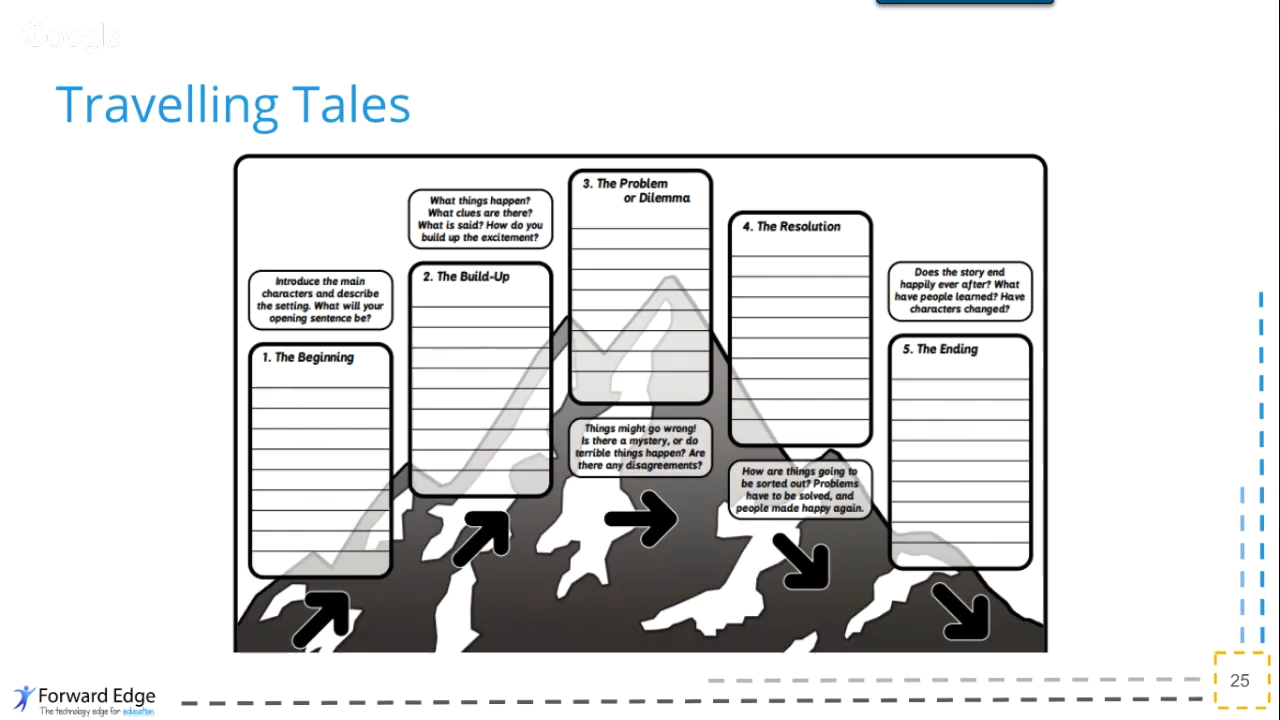 Google
Travelling Tales
Introduce the main
characters and describe
the setting. What will your
opening sentence be?
1. The Beginning
What things happen?
What clues are there?
What is said? How do you
build up the excitement?
2. The Build-Up
3. The Problem
or Dilemma
Things might go wrong!
Is there a mystery, or do
terrible things happen? Are
there any disagreements?
4. The Resolution
How are things going to
be sorted out? Problems
have to be solved, and
people made happy again.
Does the story end
happily ever after? What
have people learned? Have
characters changed?
5. The Ending
Forward Edge
The technology edge for education
25